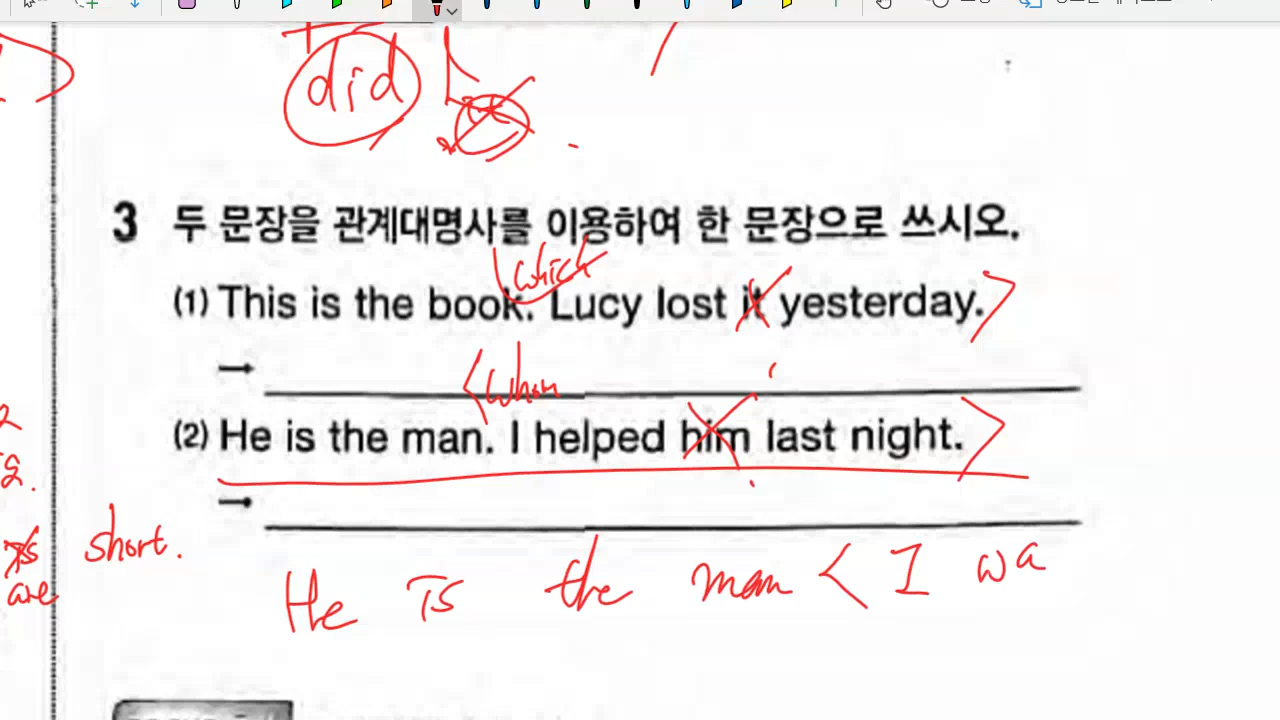 did
3 두 문장을 관계대명사를 이용하여 한 문장으로 쓰시오.
which
(1) This is the book. Lucy lost it yesterday.
→
whom
(2) He is the man. I helped him last night.
→
short.
are
He is the man < I wa